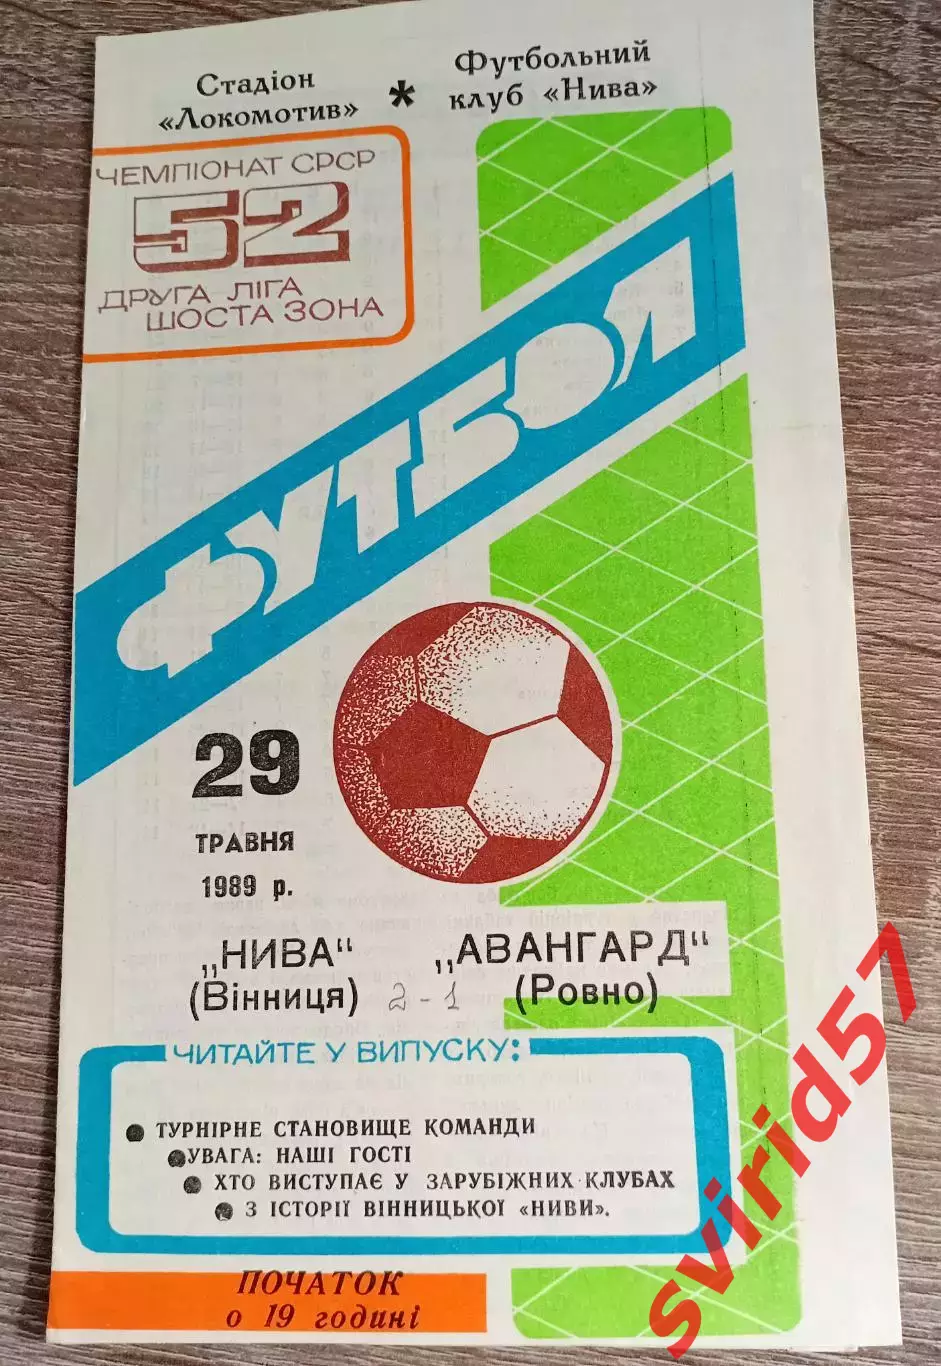 Стадіон
«Локомотив»
*
Футбольний
клуб «Нива»
ЧЕМПІОНАТ СРСР
52
ДРУГА ЛІГА
ШОСТА ЗОНА
ФУТБОЛ
29
ТРАВНЯ
1989 р.
„НИВА“
(Вінниця)
2-1
„АВАНГАРД“
(Ровно)
ЧИТАЙТЕ У ВИПУСКУ:
● ТУРНІРНЕ СТАНОВИЩЕ КОМАНДИ
● УВАГА: НАШІ ГОСТІ
● ХТО ВИСТУПАЄ У ЗАРУБІЖНИХ КЛУБАХ
● З ІСТОРІЇ ВІННИЦЬКОЇ «НИВИ».
ПОЧАТОК
о 19 годині
svirid57